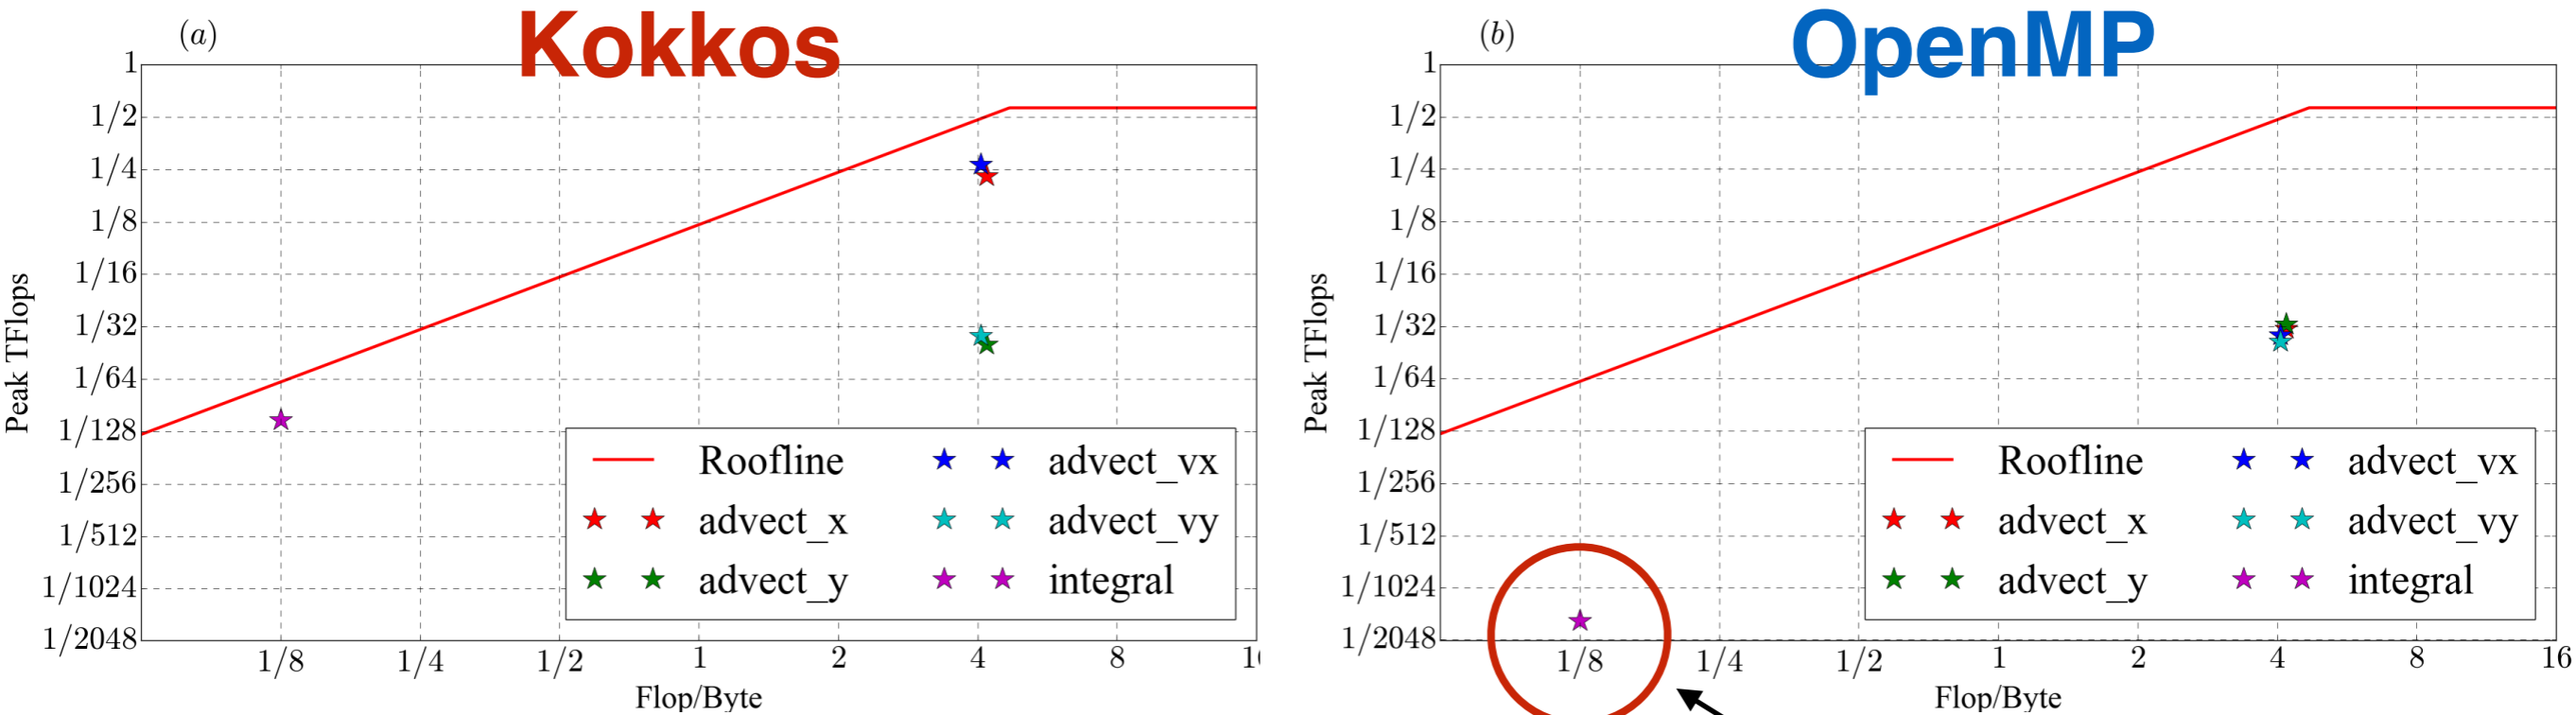 (a)
Kokkos
1
1/2
1/4
1/8
1/16
1/32
1/64
1/128
1/256
1/512
1/1024
1/2048
Peak TFlops
Roofline
advect_x
advect_y
advect_vx
advect_vy
integral
1/8 1/4 1/2 1 2 4 8
Flop/Byte
(b)
OpenMP
1
1/2
1/4
1/8
1/16
1/32
1/64
1/128
1/256
1/512
1/1024
1/2048
Peak TFlops
Roofline
advect_x
advect_y
advect_vx
advect_vy
integral
1/8 1/4 1/2 1 2 4 8 16
Flop/Byte